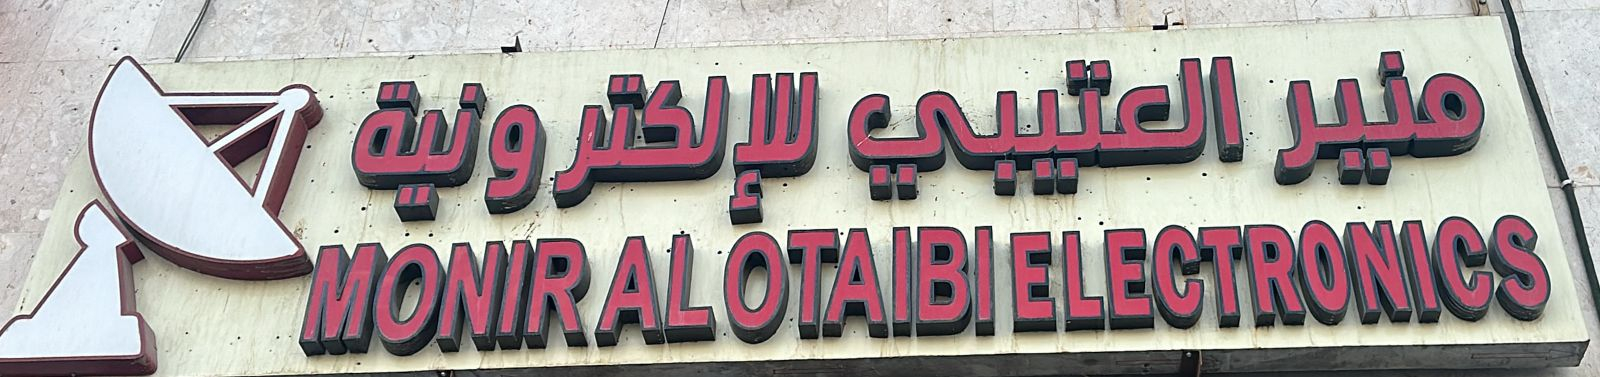 منير العتيبي للإلكترونية
MONIR AL OTAIBI ELECTRONICS